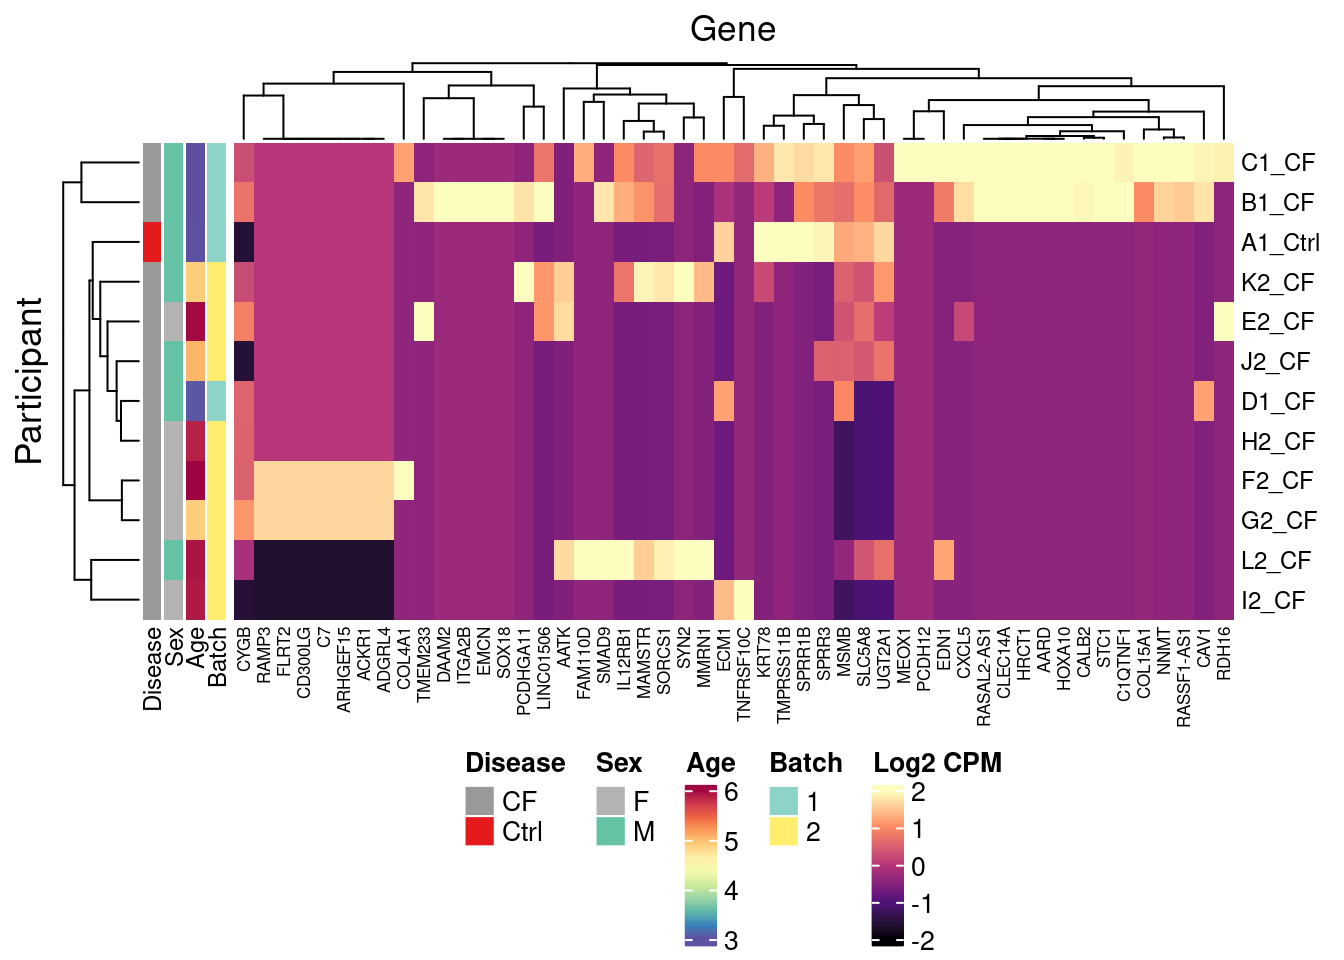 Gene
Participant
C1_CF
B1_CF
A1_Ctrl
K2_CF
E2_CF
J2_CF
D1_CF
H2_CF
F2_CF
G2_CF
L2_CF
I2_CF
Disease
Sex
Age
Batch
CYGB
RAMP3
FLRT2
CD300LG
C7
ARHGEF15
ACKR1
ADGRL4
COL4A1
TMEM233
DAAM2
ITGA2B
EMCN
SOX18
PCDHGA11
LINC01506
AATK
FAM110D
SMAD9
IL12RB1
MAMSTR
SORCS1
SYN2
MMRN1
ECM1
TNFRSF10C
KRT78
TMPRSS11B
SPRR1B
SPRR3
MSMB
SLC5A8
UGT2A1
MEOX1
PCDH12
EDN1
CXCL5
RASAL2-AS1
CLEC14A
HRCT1
AARD
HOXA10
CALB2
STC1
C1QTNF1
COL15A1
NNMT
RASSF1-AS1
CAV1
RDH16
Disease
CF
Ctrl
Sex
F
M
Age
6
5
4
3
Batch
1
2
Log2 CPM
2
1
0
-1
-2